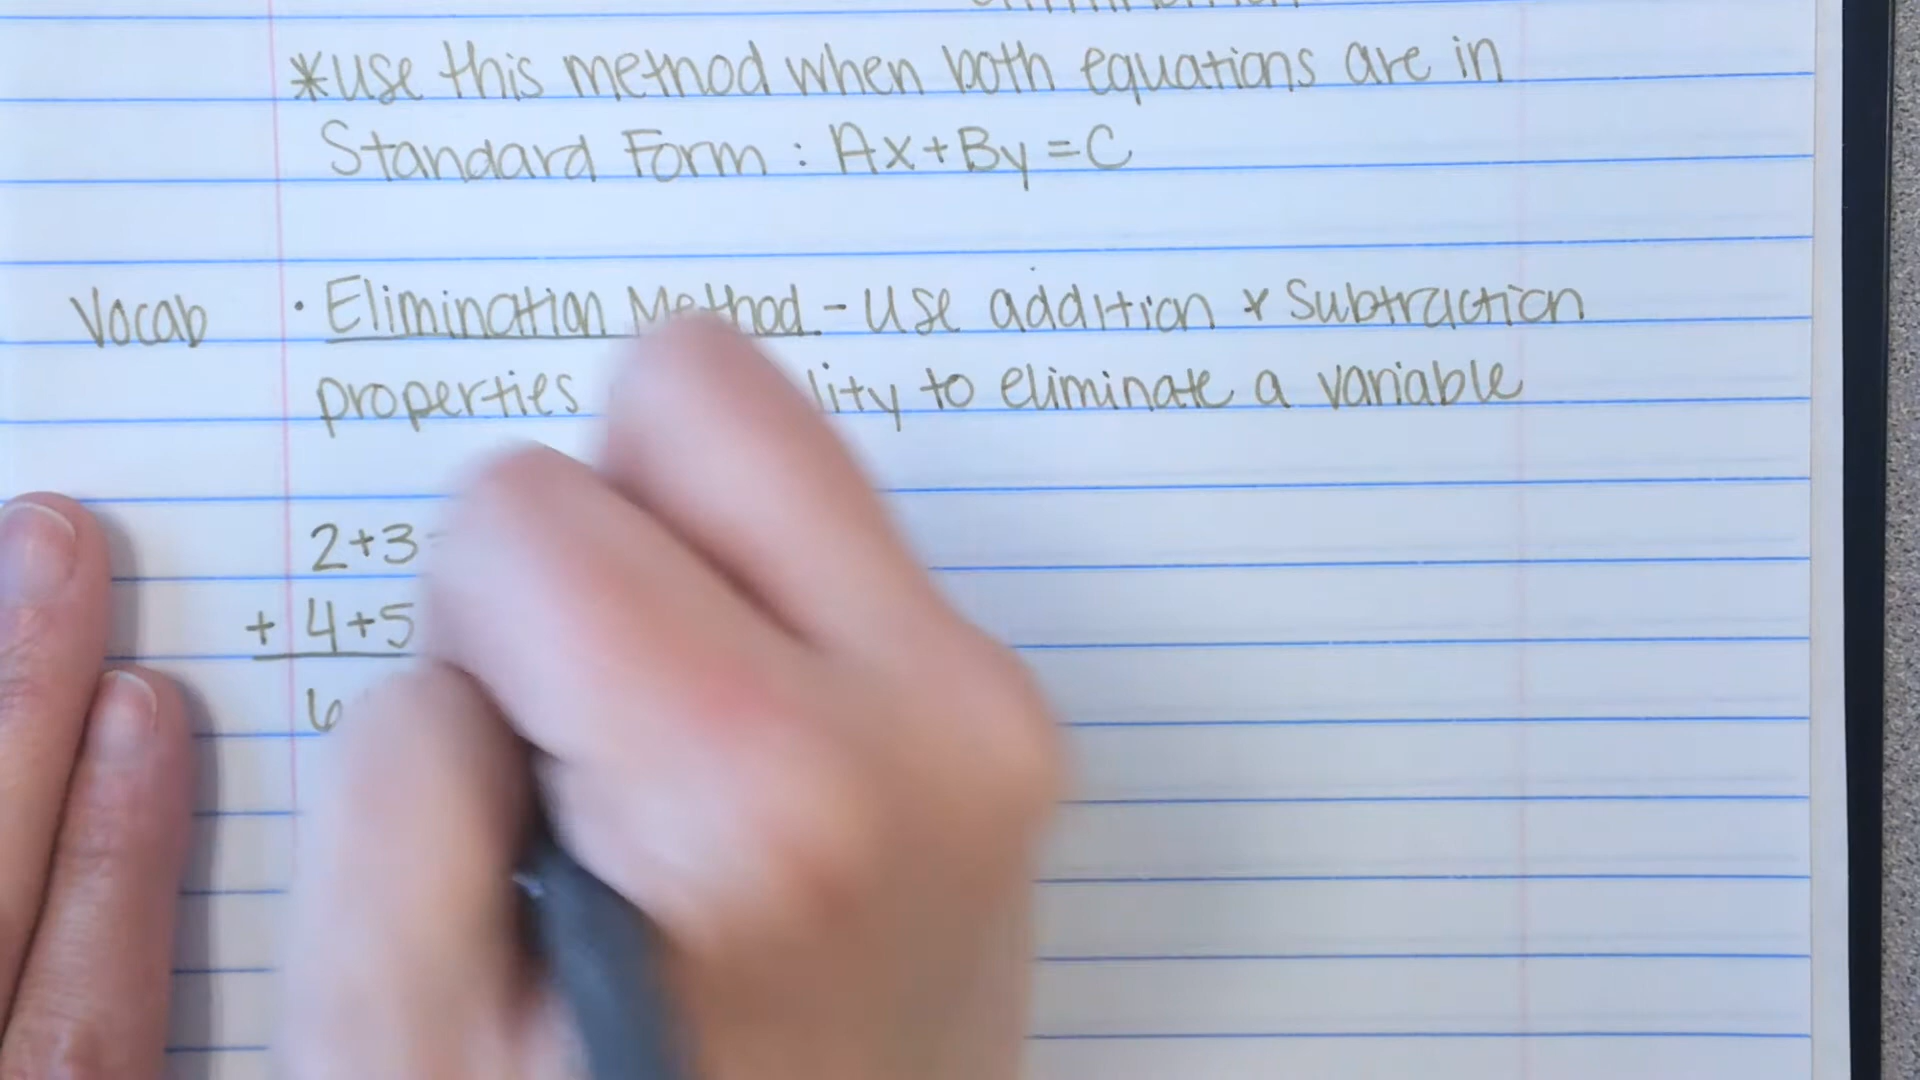 *use this method when both equations are in
Standard Form : Ax+By=C
Vocab · Elimination Method - Use addition & Subtraction
properties to eliminate a variable
2+3
+ 4+5
6